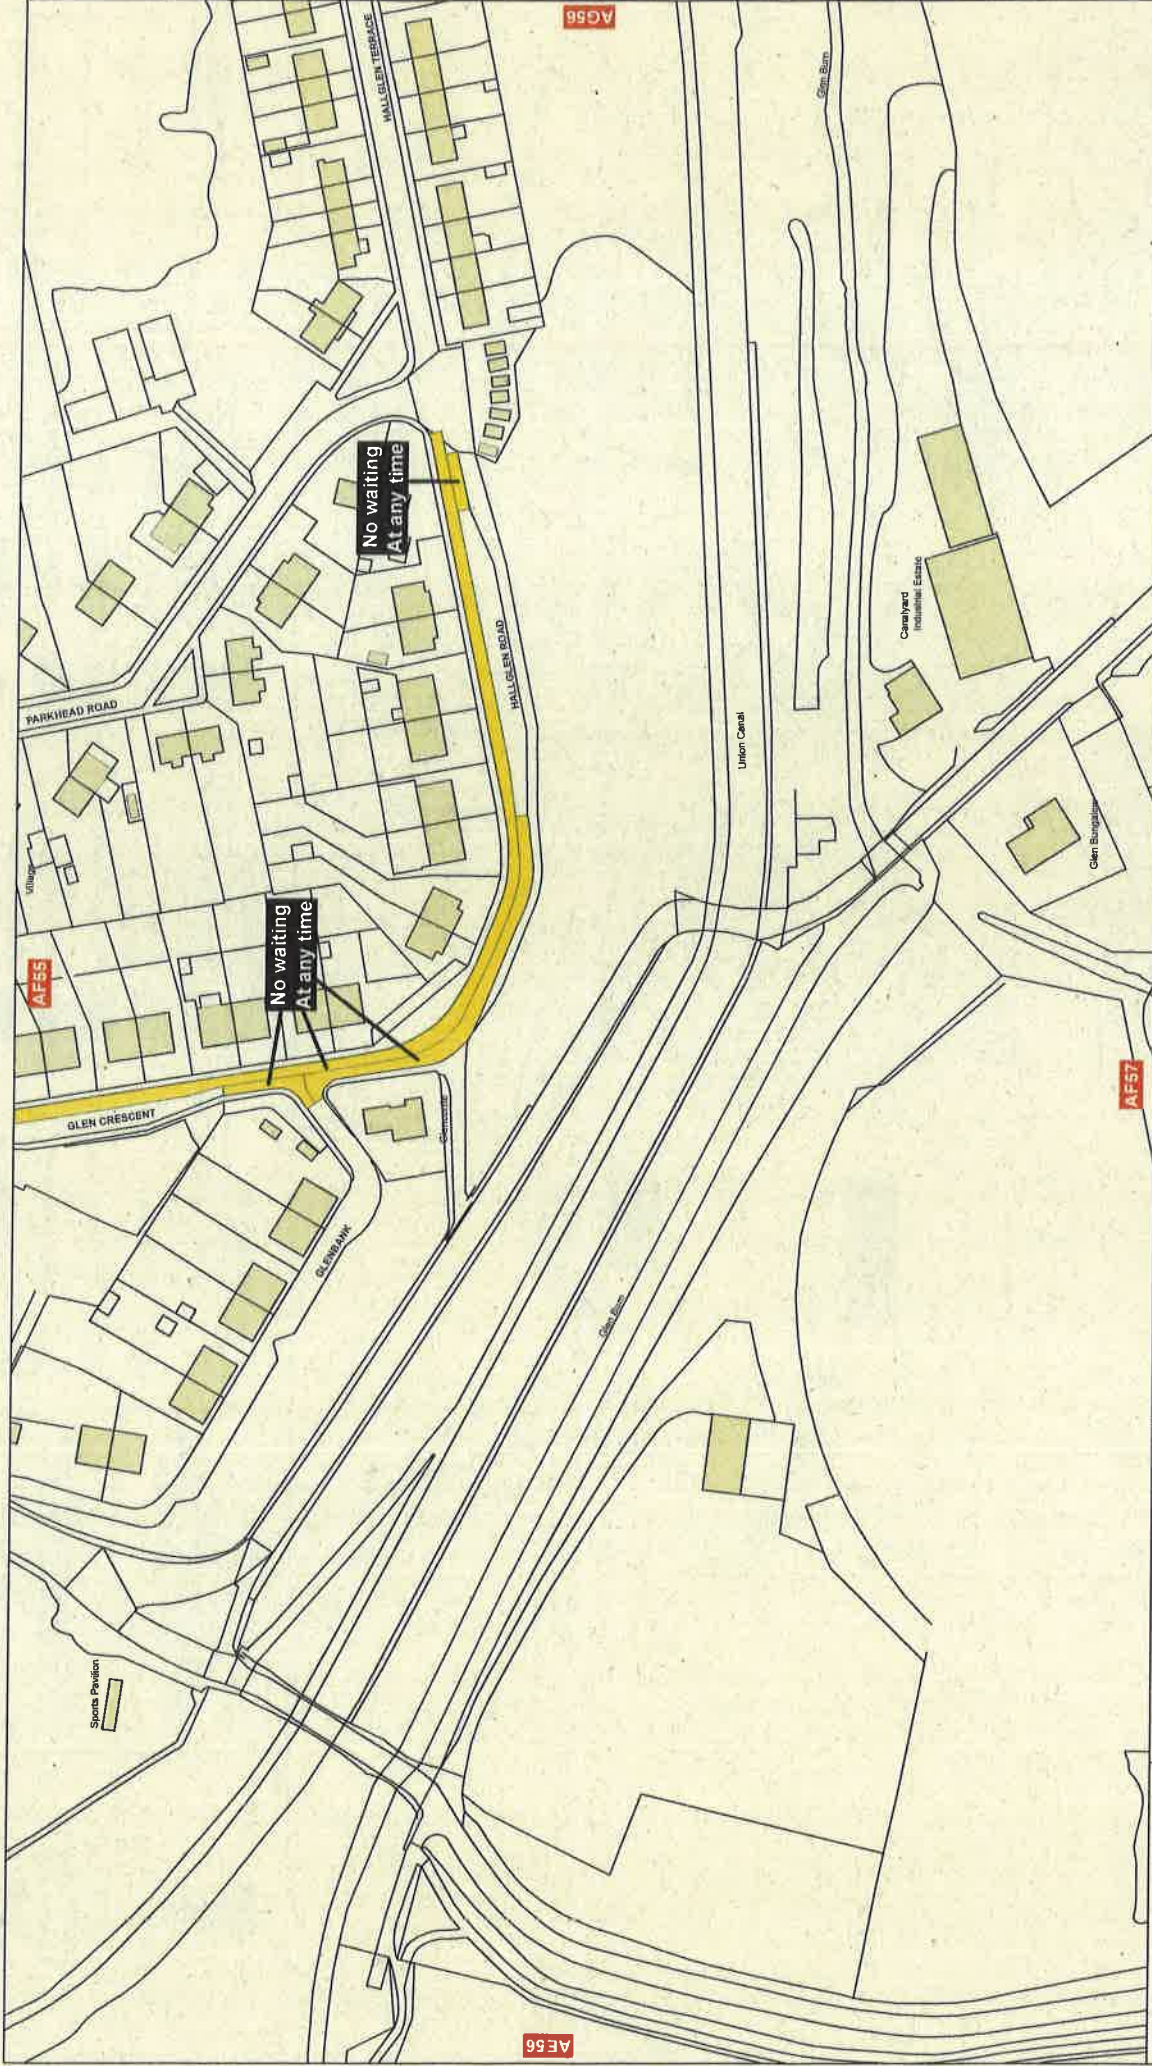 AG56
HALLGLEN TERRACE
Glen Burn
No waiting
At any time
HALLGLEN ROAD
PARKHEAD ROAD
Village
Union Canal
Canalyard
Industrial Estate
Glen Bungalow
AF55
No waiting
At any time
GLEN CRESCENT
GLENBANK
Glen Burn
AF57
Sports Pavilion
AE56